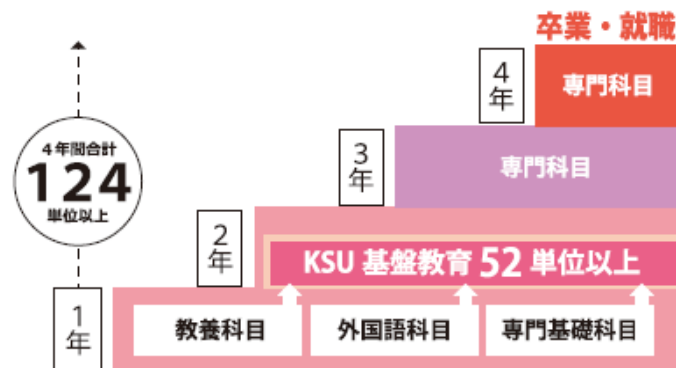 卒業・就職
4年
専門科目
3年
専門科目
4年間合計
124
単位以上
2年
KSU 基盤教育 52 単位以上
1年
教養科目
外国語科目
専門基礎科目